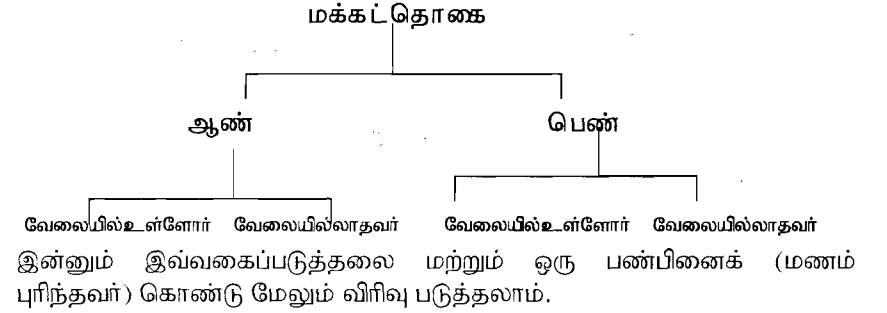 மக்கட்தொகை
ஆண் பெண்
வேலையில்உள்ளோர் வேலையில்லாதவர் வேலையில்உள்ளோர் வேலையில்லாதவர்
இன்னும் இவ்வகைப்படுத்தலை மற்றும் ஒரு பண்பினைக் (மணம்
புரிந்தவர்) கொண்டு மேலும் விரிவு படுத்தலாம்.